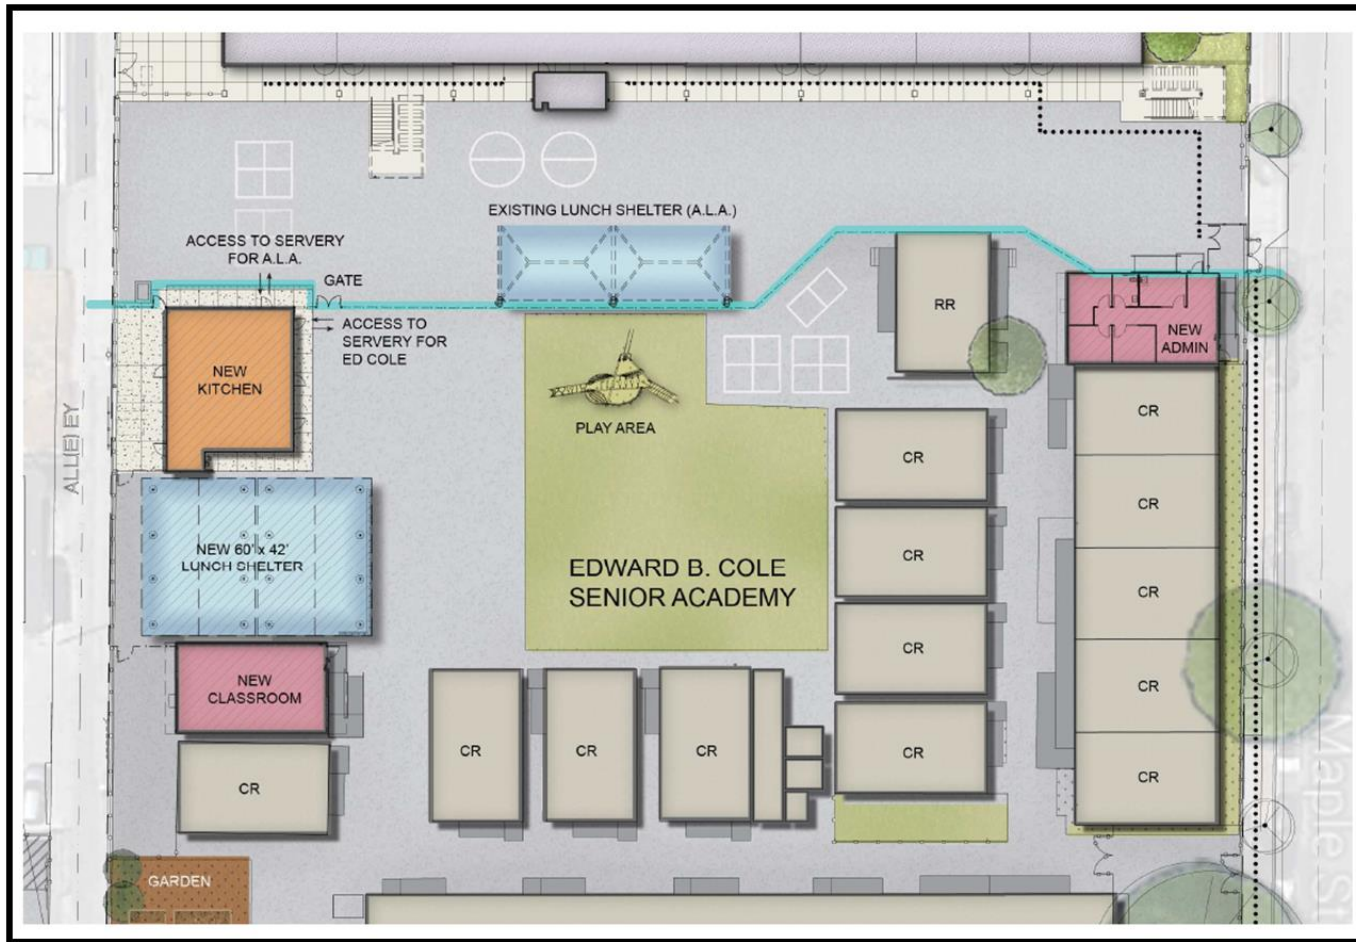 EXISTING LUNCH SHELTER (A.L.A.)
ACCESS TO SERVERY
FOR A.L.A.
GATE
ACCESS TO
SERVERY FOR
ED COLE
RR
NEW
ADMIN
NEW
KITCHEN
PLAY AREA
CR
CR
CR
CR
ALL(E) EY
NEW 60' x 42'
LUNCH SHELTER
EDWARD B. COLE
SENIOR ACADEMY
CR
CR
CR
CR
CR
NEW
CLASSROOM
CR
CR
CR
CR
GARDEN
Maple St